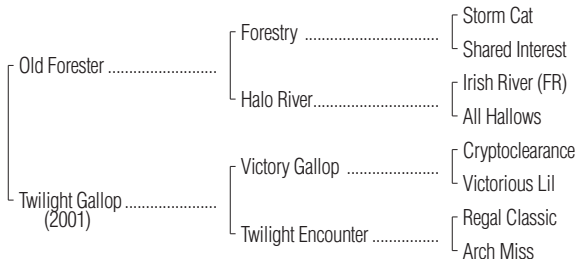 Storm Cat
Forestry ..............................
Shared Interest
Old Forester ........................
Irish River (FR)
Halo River............................
All Hallows
Cryptoclearance
Victory Gallop .....................
Victorious Lil
Twilight Gallop ....................
(2001)
Regal Classic
Twilight Encounter ...............
Arch Miss